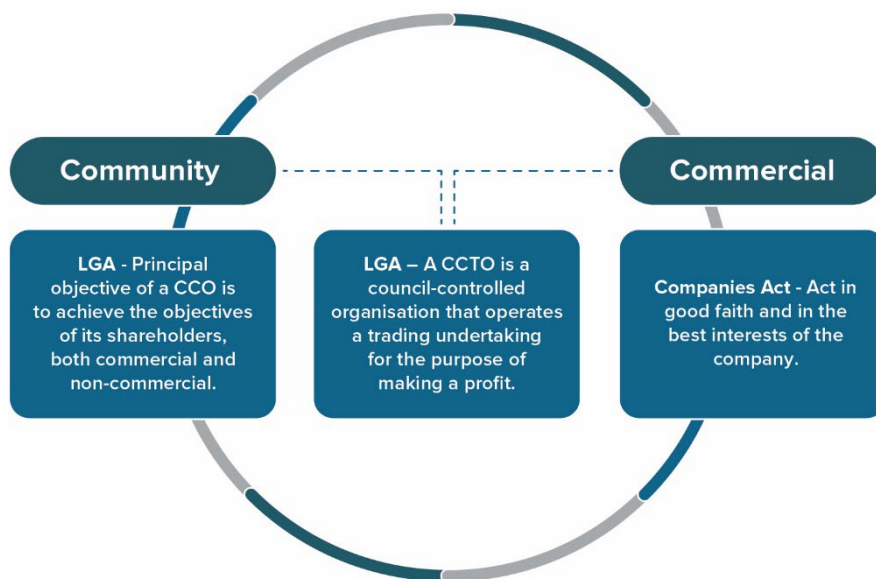 Community
Commercial
LGA - Principal
objective of a CCO is
to achieve the objectives
of its shareholders,
both commercial and
non-commercial.
LGA – A CCTO is a
council-controlled
organisation that operates
a trading undertaking
for the purpose of
making a profit.
Companies Act - Act in
good faith and in the
best interests of the
company.